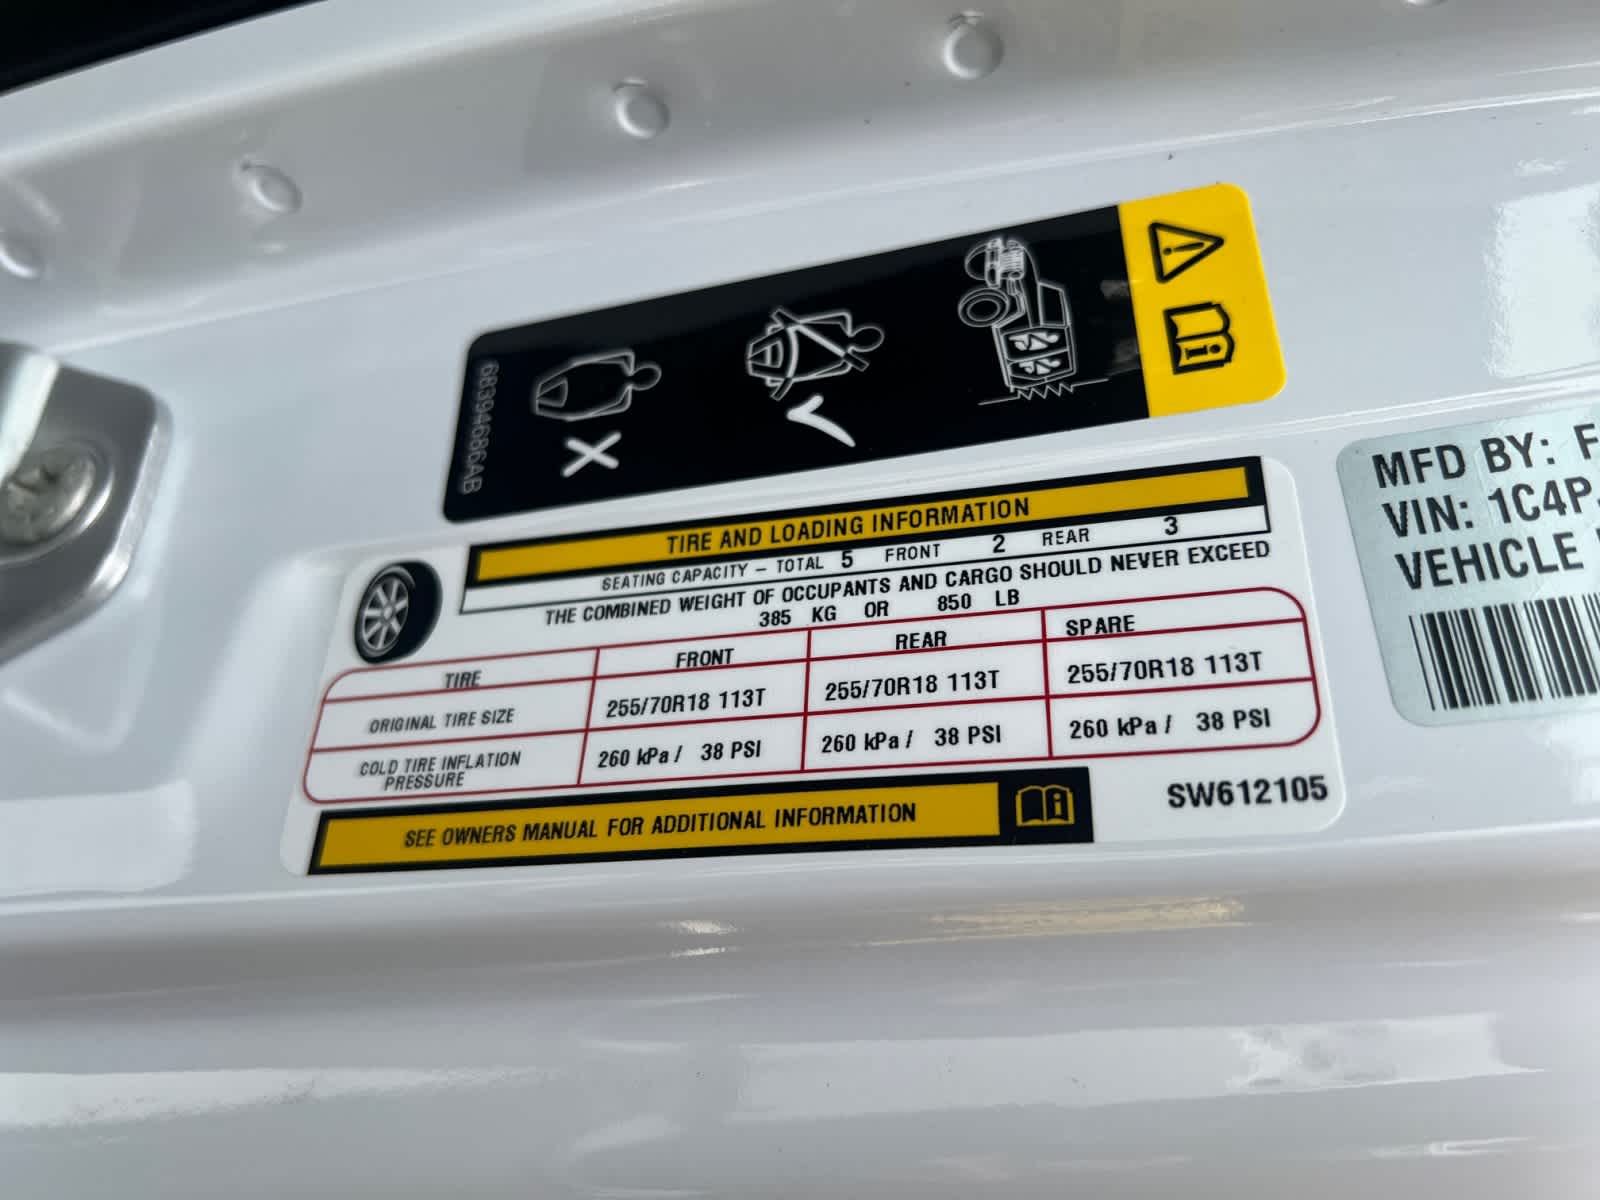 68394686AB
TIRE AND LOADING INFORMATION
SEATING CAPACITY – TOTAL 5 FRONT 2 REAR 3
THE COMBINED WEIGHT OF OCCUPANTS AND CARGO SHOULD NEVER EXCEED
385 KG OR 850 LB
TIRE FRONT REAR SPARE
ORIGINAL TIRE SIZE 255/70R18 113T 255/70R18 113T 255/70R18 113T
COLD TIRE INFLATION PRESSURE 260 kPa / 38 PSI 260 kPa / 38 PSI 260 kPa / 38 PSI
SEE OWNERS MANUAL FOR ADDITIONAL INFORMATION
SW612105
MFD BY: F
VIN: 1C4P
VEHICLE